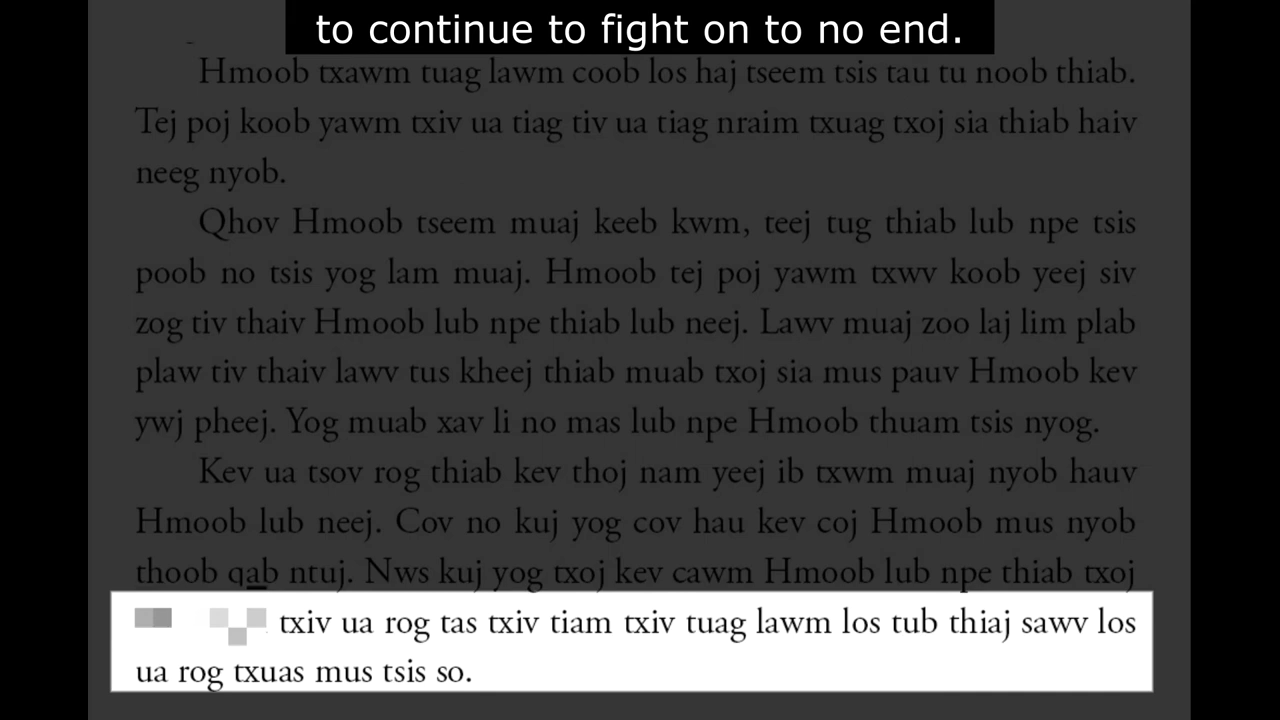 to continue to fight on to no end.
Hmoob txawm tuag lawm coob los haj tseem tsis tau tu noob thiab.
Tej poj koob yawm txiv ua tiag tiv ua tiag nraim txuag txoj sia thiab haiv
neeg nyob.
Qhov Hmoob tseem muaj keeb kwm, teej tug thiab lub npe tsis
poob no tsis yog lam muaj. Hmoob tej poj yawm txwv koob yeej siv
zog tiv thaiv Hmoob lub npe thiab lub neej. Lawv muaj zoo laj lim plab
plaw tiv thaiv lawv tus kheej thiab muab txoj sia mus pauv Hmoob kev
ywj pheej. Yog muab xav li no mas lub npe Hmoob thuam tsis nyog.
Kev ua tsov rog thiab kev thoj nam yeej ib txwm muaj nyob hauv
Hmoob lub neej. Cov no kuj yog cov hau kev coj Hmoob mus nyob
thoob qab ntuj. Nws kuj yog txoj kev cawm Hmoob lub npe thiab txoj
txiv ua rog tas txiv tiam txiv tuag lawm los tub thiaj sawv los
ua rog txuas mus tsis so.